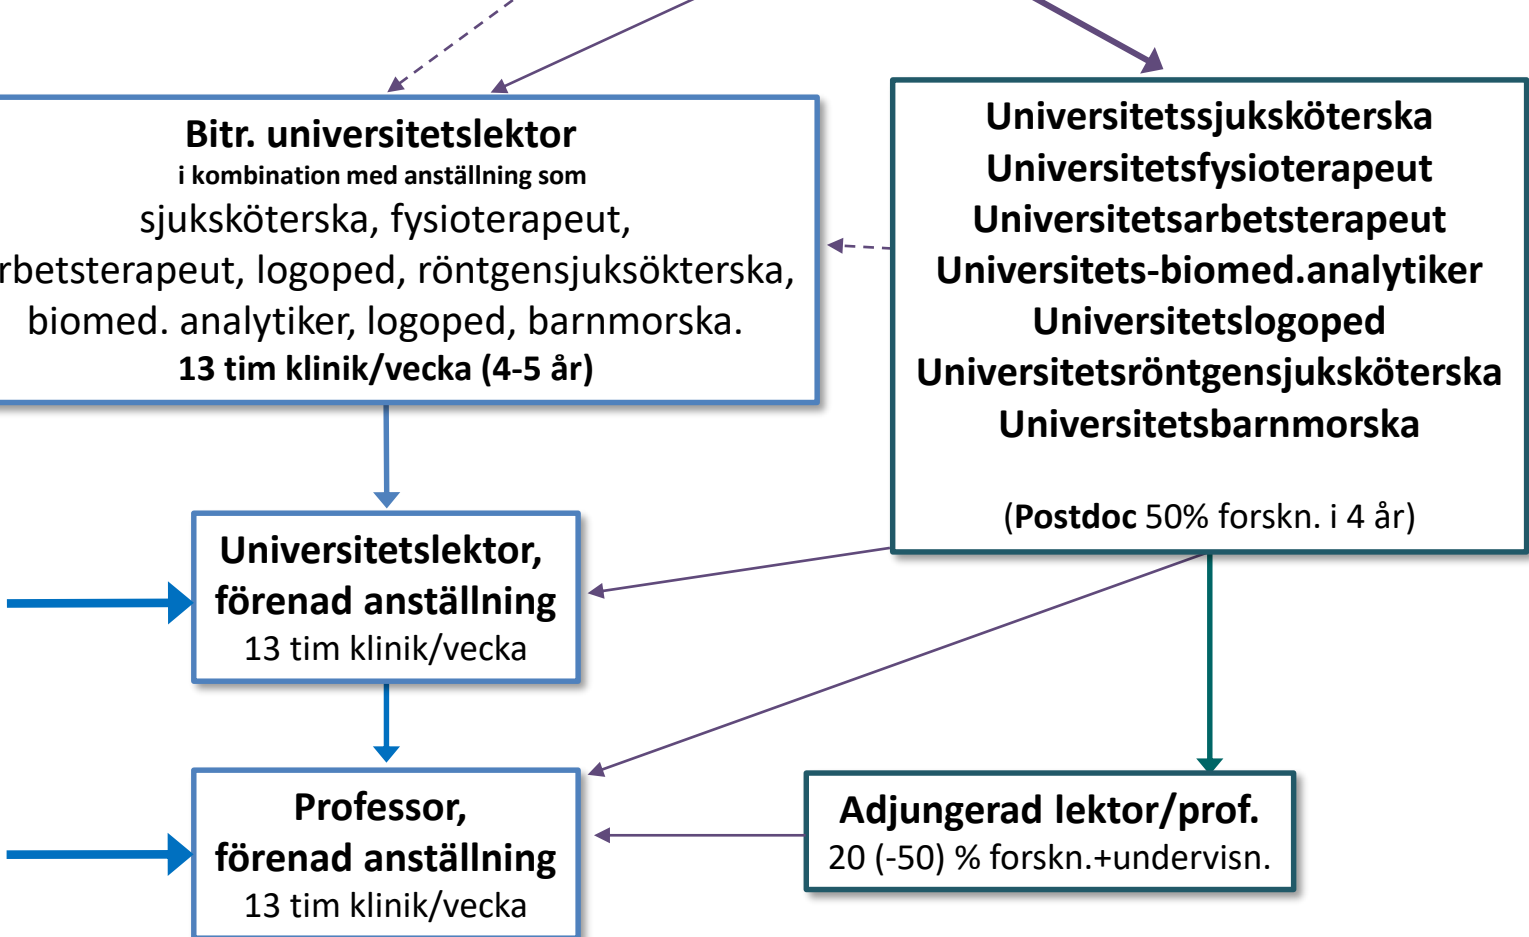 Bitr. universitetslektor
i kombination med anställning som
sjuksköterska, fysioterapeut,
rbetsterapeut, logoped, röntgensjuksökterska,
biomed. analytiker, logoped, barnmorska.
13 tim klinik/vecka (4-5 år)
Universitetssjuksköterska
Universitetsfysioterapeut
Universitetsarbetsterapeut
Universitets-biomed.analytiker
Universitetslogoped
Universitetsröntgensjuksköterska
Universitetsbarnmorska
(Postdoc 50% forskn. i 4 år)
Universitetslektor,
förenad anställning
13 tim klinik/vecka
Professor,
förenad anställning
13 tim klinik/vecka
Adjungerad lektor/prof.
20 (-50) % forskn.+undervisn.